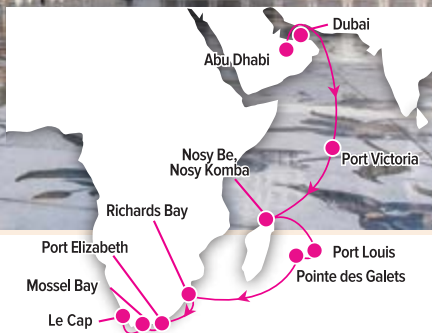 Dubai
Abu Dhabi
Port Victoria
Nosy Be,
Nosy Komba
Richards Bay
Port Elizabeth
Port Louis
Pointe des Galets
Mossel Bay
Le Cap